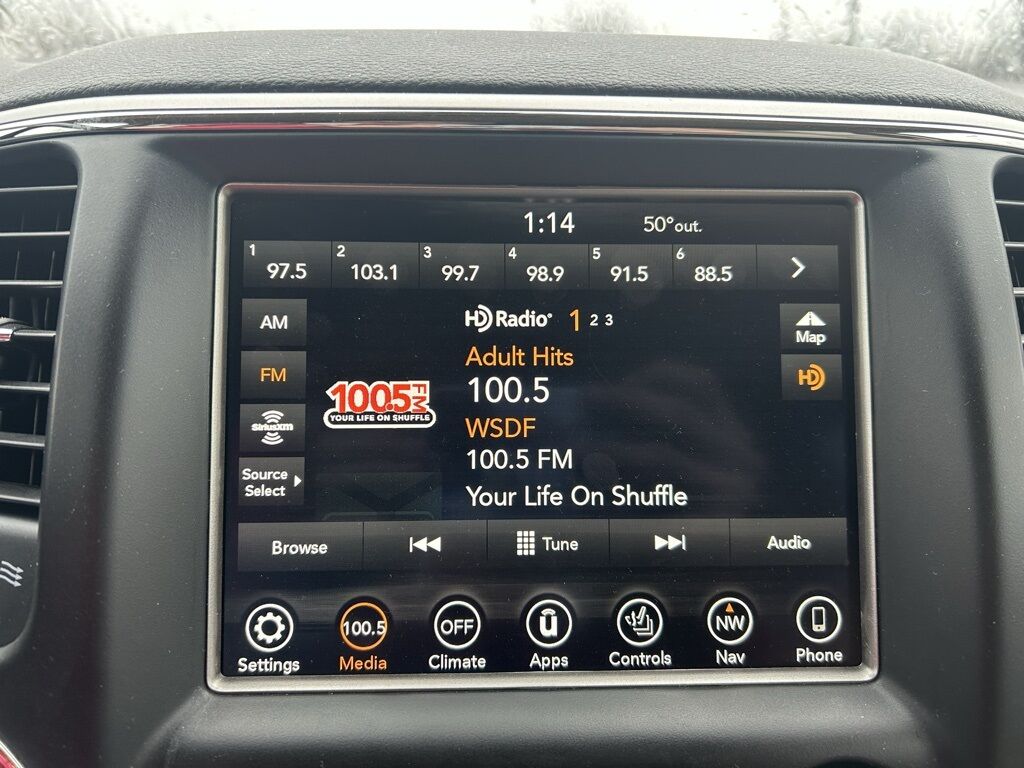 1:14 50° out.
1 97.5 2 103.1 3 99.7 4 98.9 5 91.5 6 88.5
AM
FM
SiriusXM
Source
Select
100.5 FM
YOUR LIFE ON SHUFFLE
HD Radio 1 2 3
Adult Hits
100.5
WSDF
100.5 FM
Your Life On Shuffle
Map
HD
Browse Tune Audio
100.5 OFF NW
Settings Media Climate Apps Controls Nav Phone